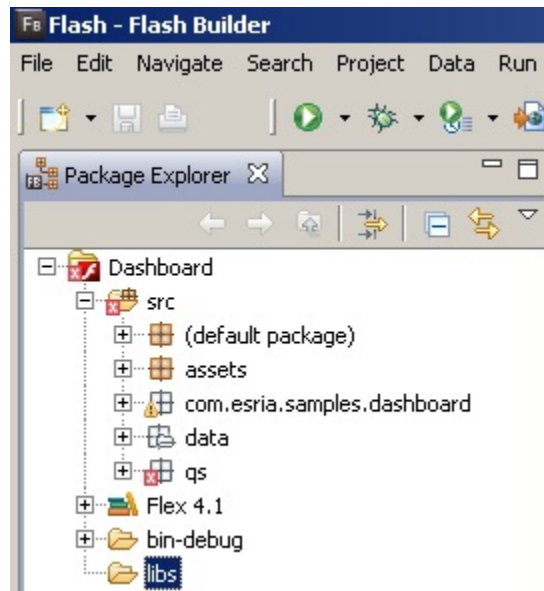 Fb Flash - Flash Builder
File Edit Navigate Search Project Data Run
Package Explorer
Dashboard
src
(default package)
assets
com.esria.samples.dashboard
data
qs
Flex 4.1
bin-debug
libs